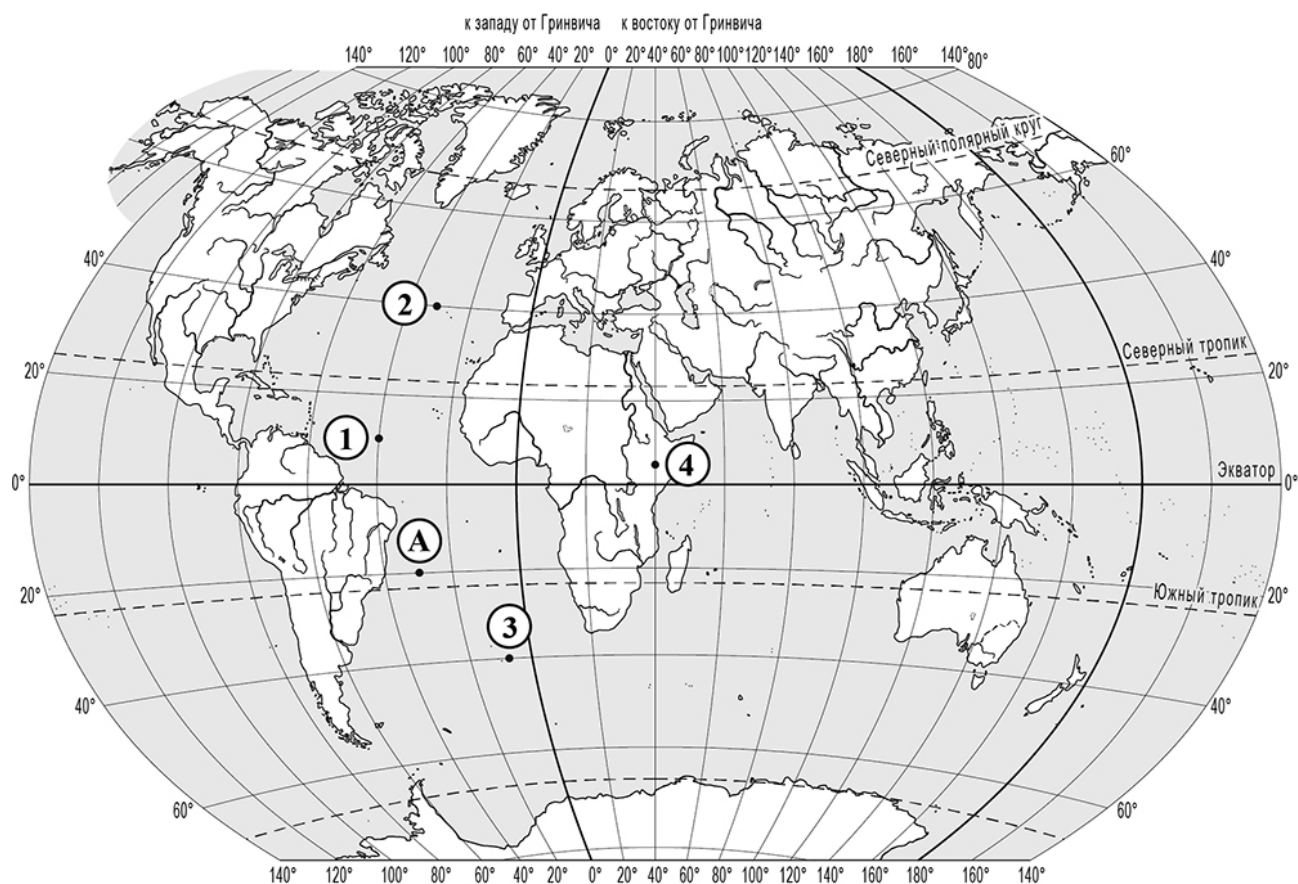 к западу от Гринвича к востоку от Гринвича
140° 120° 100° 80° 60° 40° 20° 0° 20° 40° 60° 80° 100° 120° 140° 160° 180° 160° 140° 80°
Северный полярный круг
60°
40° 40°
2
Северный тропик
20° 20°
1
4
Экватор
0° 0°
А
Южный тропик
20° 20°
3
40° 40°
60° 60°
140° 120° 100° 80° 60° 40° 20° 0° 20° 40° 60° 80° 100° 120° 140° 160° 180° 160° 140°